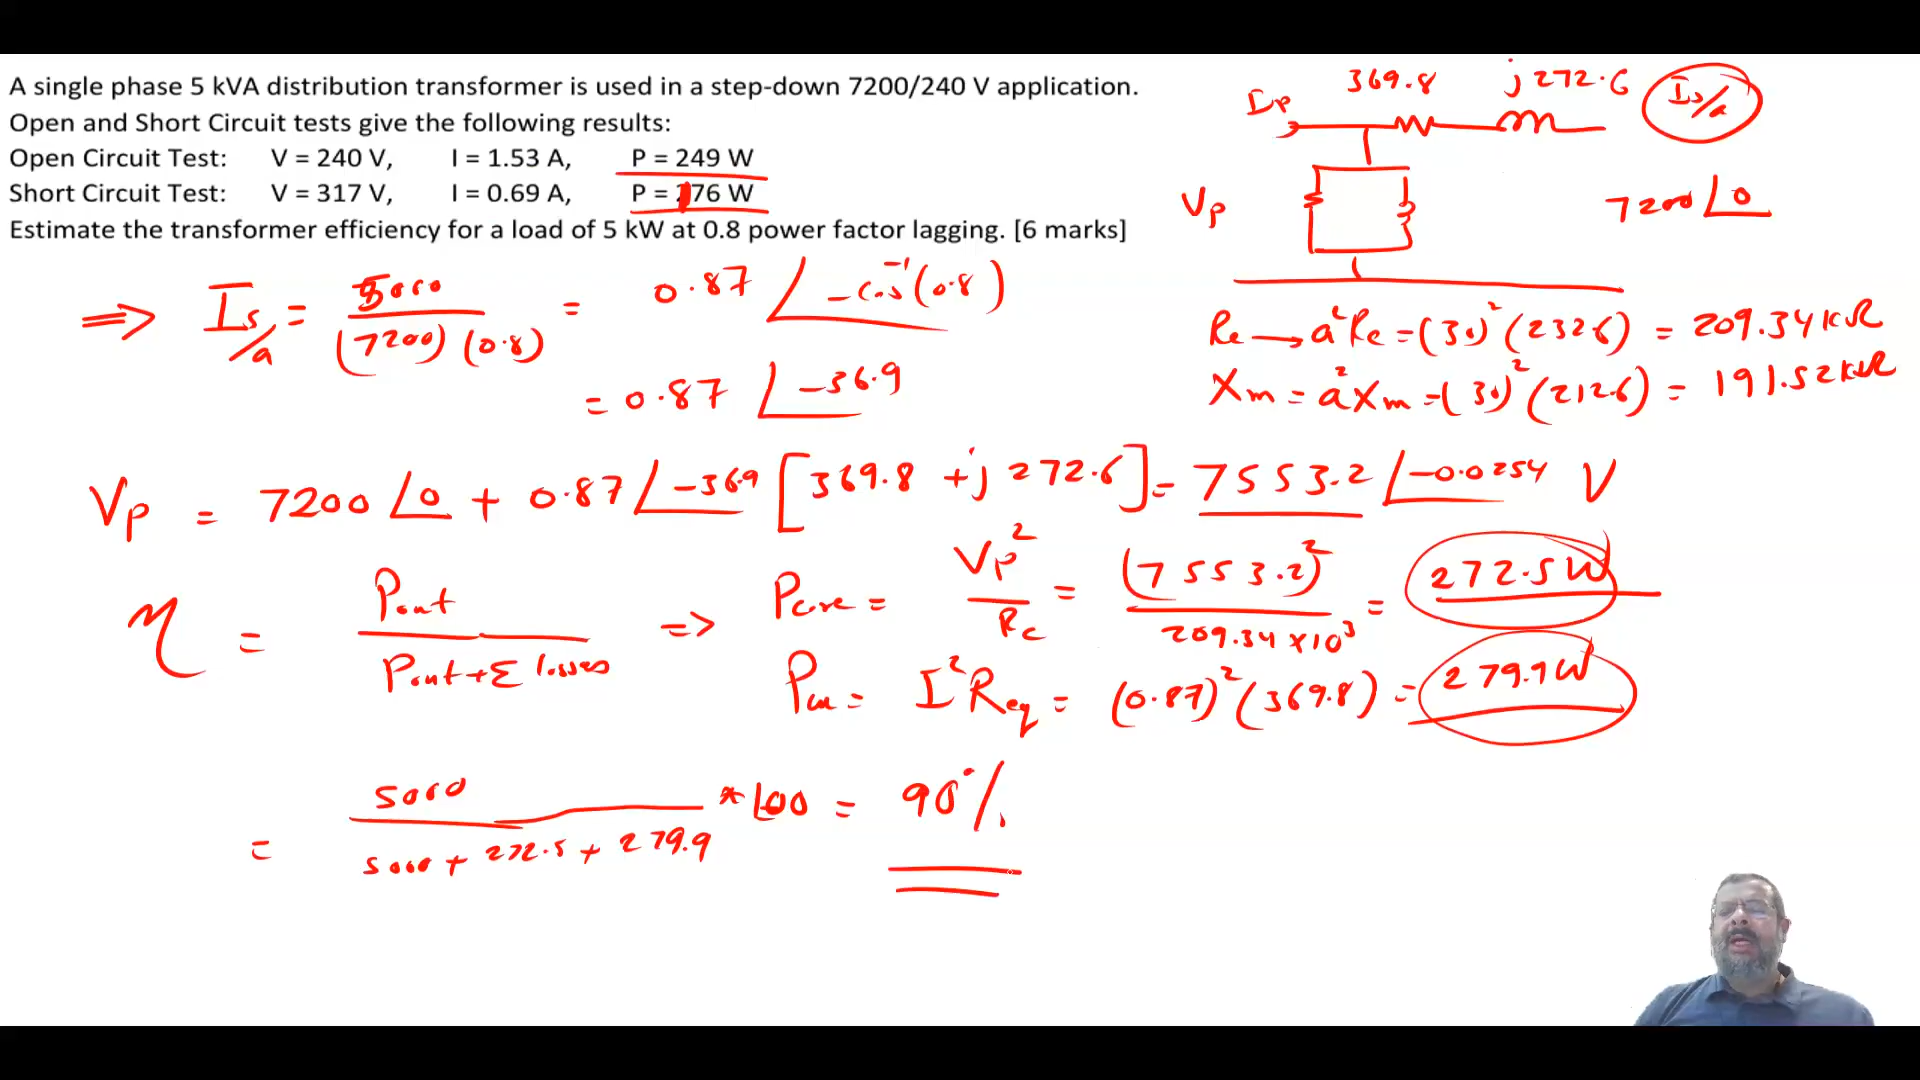 A single phase 5 kVA distribution transformer is used in a step-down 7200/240 V application.
Open and Short Circuit tests give the following results:
Open Circuit Test: V = 240 V, I = 1.53 A, P = 249 W
Short Circuit Test: V = 317 V, I = 0.69 A, P = 176 W
Estimate the transformer efficiency for a load of 5 kW at 0.8 power factor lagging. [6 marks]
Ip 369.8 j272.6 Is/a
Vp 7200∠0
Rc → a²Rc = (30)²(232.6) = 209.34 kΩ
Xm = a²Xm = (30)²(212.6) = 191.52 kΩ
⇒ Is/a = 5000/(7200)(0.8) = 0.87∠-cos⁻¹(0.8)
= 0.87∠-36.9
Vp = 7200∠0 + 0.87∠-36.9 [369.8 + j272.6] = 7553.2∠-0.0254 V
η = Pout/Pout+Σlosses ⇒ Pcore = Vp²/Rc = (7553.2)²/209.34×10³ = 272.5W
Pcu = I²Req = (0.87)²(369.8) = 279.9W
= 5000/5000 + 272.5 + 279.9 * 100 = 90%